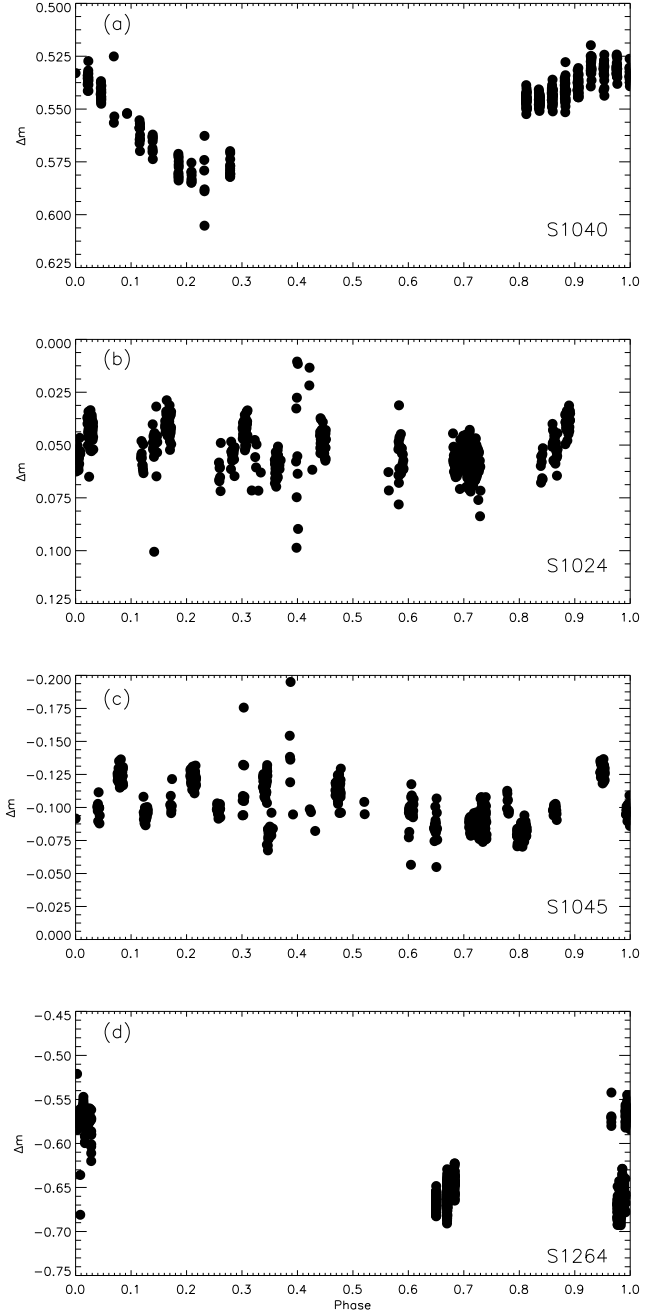 (a)
0.500
0.525
0.550
0.575
0.600
0.625
Δm
S1040
0.0 0.1 0.2 0.3 0.4 0.5 0.6 0.7 0.8 0.9 1.0
(b)
0.000
0.025
0.050
0.075
0.100
0.125
Δm
S1024
0.0 0.1 0.2 0.3 0.4 0.5 0.6 0.7 0.8 0.9 1.0
(c)
−0.200
−0.175
−0.150
−0.125
−0.100
−0.075
−0.050
−0.025
0.000
Δm
S1045
0.0 0.1 0.2 0.3 0.4 0.5 0.6 0.7 0.8 0.9 1.0
(d)
−0.45
−0.50
−0.55
−0.60
−0.65
−0.70
−0.75
Δm
S1264
0.0 0.1 0.2 0.3 0.4 0.5 0.6 0.7 0.8 0.9 1.0
Phase